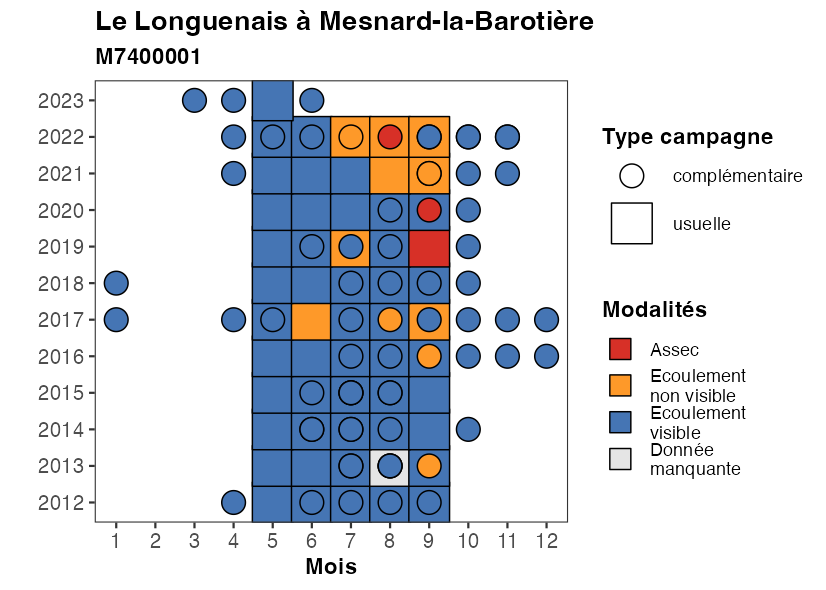 Le Longuenais à Mesnard-la-Barotière
M7400001
2023
2022
2021
2020
2019
2018
2017
2016
2015
2014
2013
2012
1 2 3 4 5 6 7 8 9 10 11 12
Mois
Type campagne
complémentaire
usuelle
Modalités
Assec
Ecoulement
non visible
Ecoulement
visible
Donnée
manquante